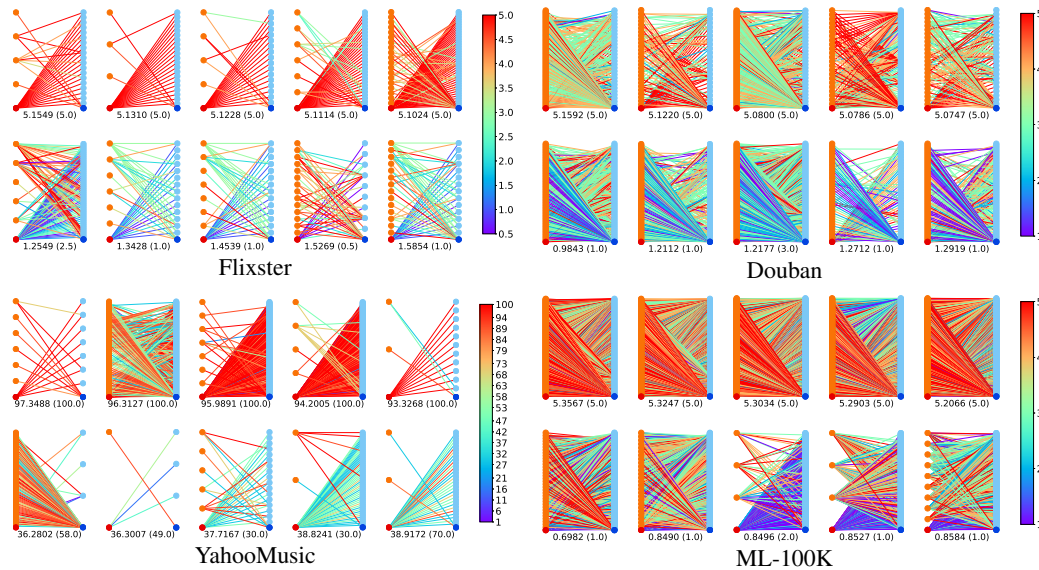 5.1549 (5.0) 5.1310 (5.0) 5.1228 (5.0) 5.1114 (5.0) 5.1024 (5.0)
1.2549 (2.5) 1.3428 (1.0) 1.4539 (1.0) 1.5269 (0.5) 1.5854 (1.0)
5.0
4.5
4.0
3.5
3.0
2.5
2.0
1.5
1.0
0.5
Flixster
5.1592 (5.0) 5.1220 (5.0) 5.0800 (5.0) 5.0786 (5.0) 5.0747 (5.0)
0.9843 (1.0) 1.2112 (1.0) 1.2177 (3.0) 1.2712 (1.0) 1.2919 (1.0)
Douban
97.3488 (100.0) 96.3127 (100.0) 95.9891 (100.0) 94.2005 (100.0) 93.3268 (100.0)
36.2802 (58.0) 36.3007 (49.0) 37.7167 (30.0) 38.8241 (30.0) 38.9172 (70.0)
100
94
89
84
79
73
68
63
58
53
47
42
37
32
26
21
16
11
6
1
YahooMusic
5.3567 (5.0) 5.3247 (5.0) 5.3034 (5.0) 5.2903 (5.0) 5.2066 (5.0)
0.6982 (1.0) 0.8490 (1.0) 0.8496 (2.0) 0.8527 (1.0) 0.8584 (1.0)
ML-100K